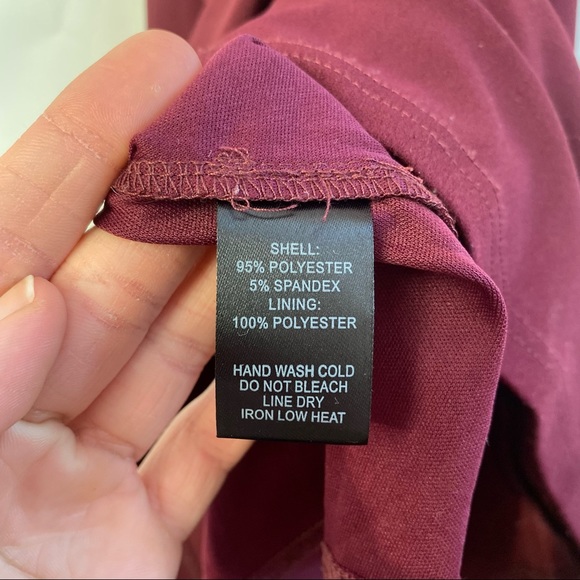 SHELL:
95% POLYESTER
5% SPANDEX
LINING:
100% POLYESTER
HAND WASH COLD
DO NOT BLEACH
LINE DRY
IRON LOW HEAT